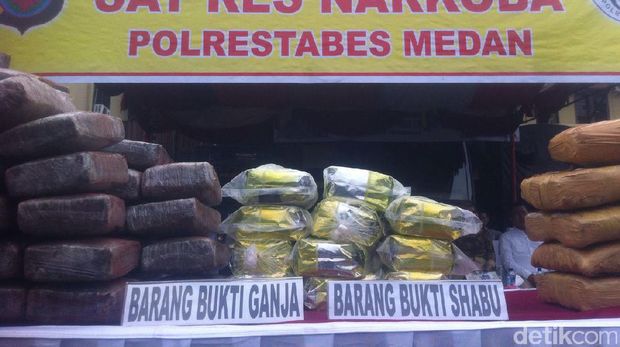 SAT RES NARKOBA
POLRESTABES MEDAN
BARANG BUKTI GANJA
BARANG BUKTI SHABU
detikcom